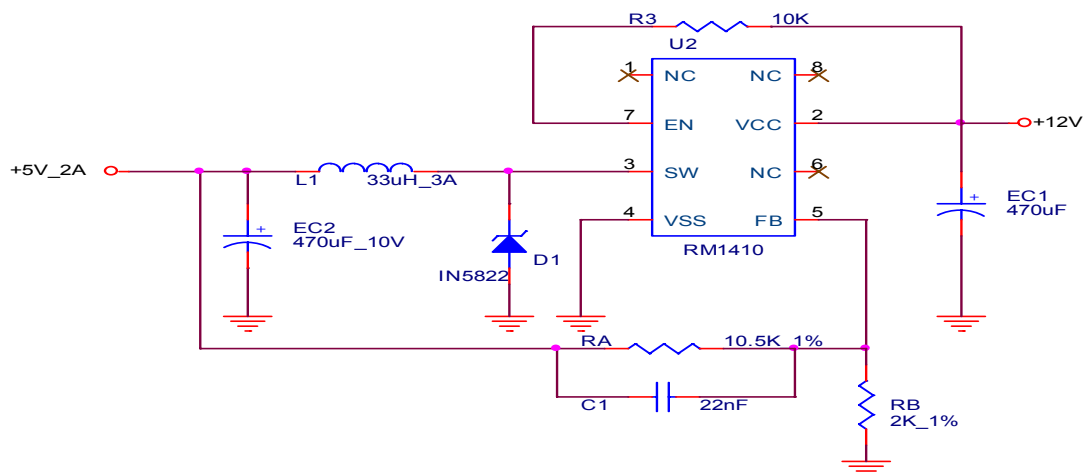 R3 10K
U2
1 NC NC 8
7 EN VCC 2
+12V
+5V_2A
L1 33uH_3A
3 SW NC 6
4 VSS FB 5
EC1
470uF
EC2
470uF_10V
RM1410
D1
IN5822
RA 10.5K_1%
C1 22nF
RB
2K_1%